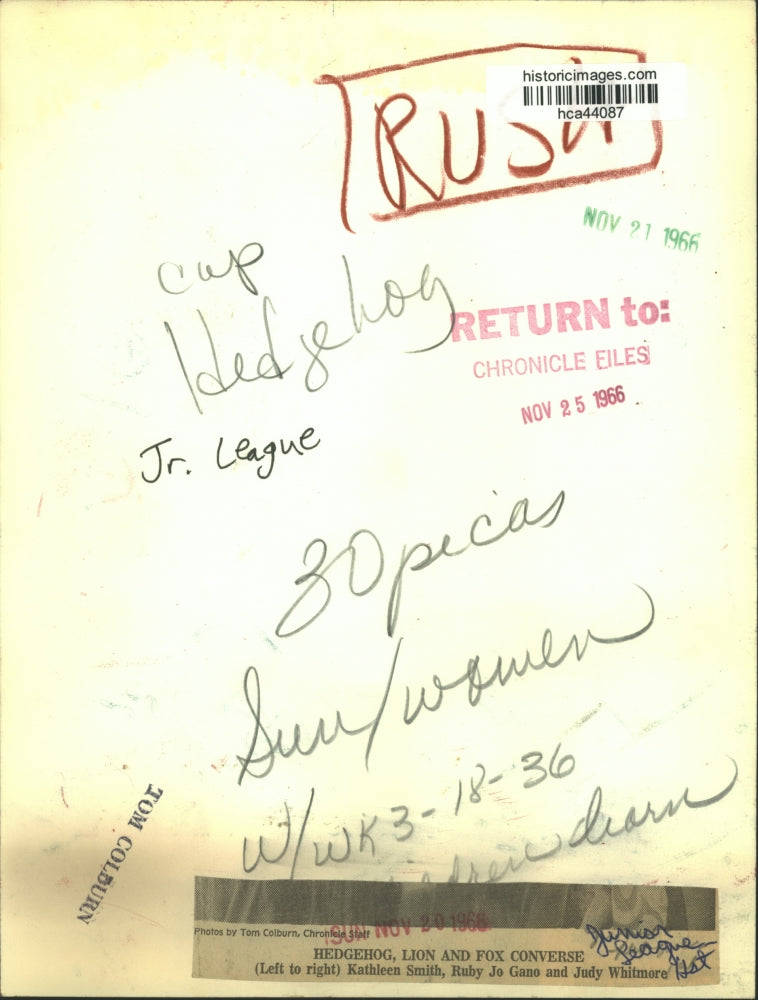 historicimages.com
hca44087
RUSH
NOV 21 1966
cup
Hedgehog
RETURN to:
CHRONICLE FILES
NOV 25 1966
Jr. League
30 picas
Sun/women
W/WK 3-18-36
TOM COLBURN
SUN NOV 20 1966
Photos by Tom Colburn, Chronicle Staff
Junior
League
Hst
HEDGEHOG, LION AND FOX CONVERSE
(Left to right) Kathleen Smith, Ruby Jo Gano and Judy Whitmore